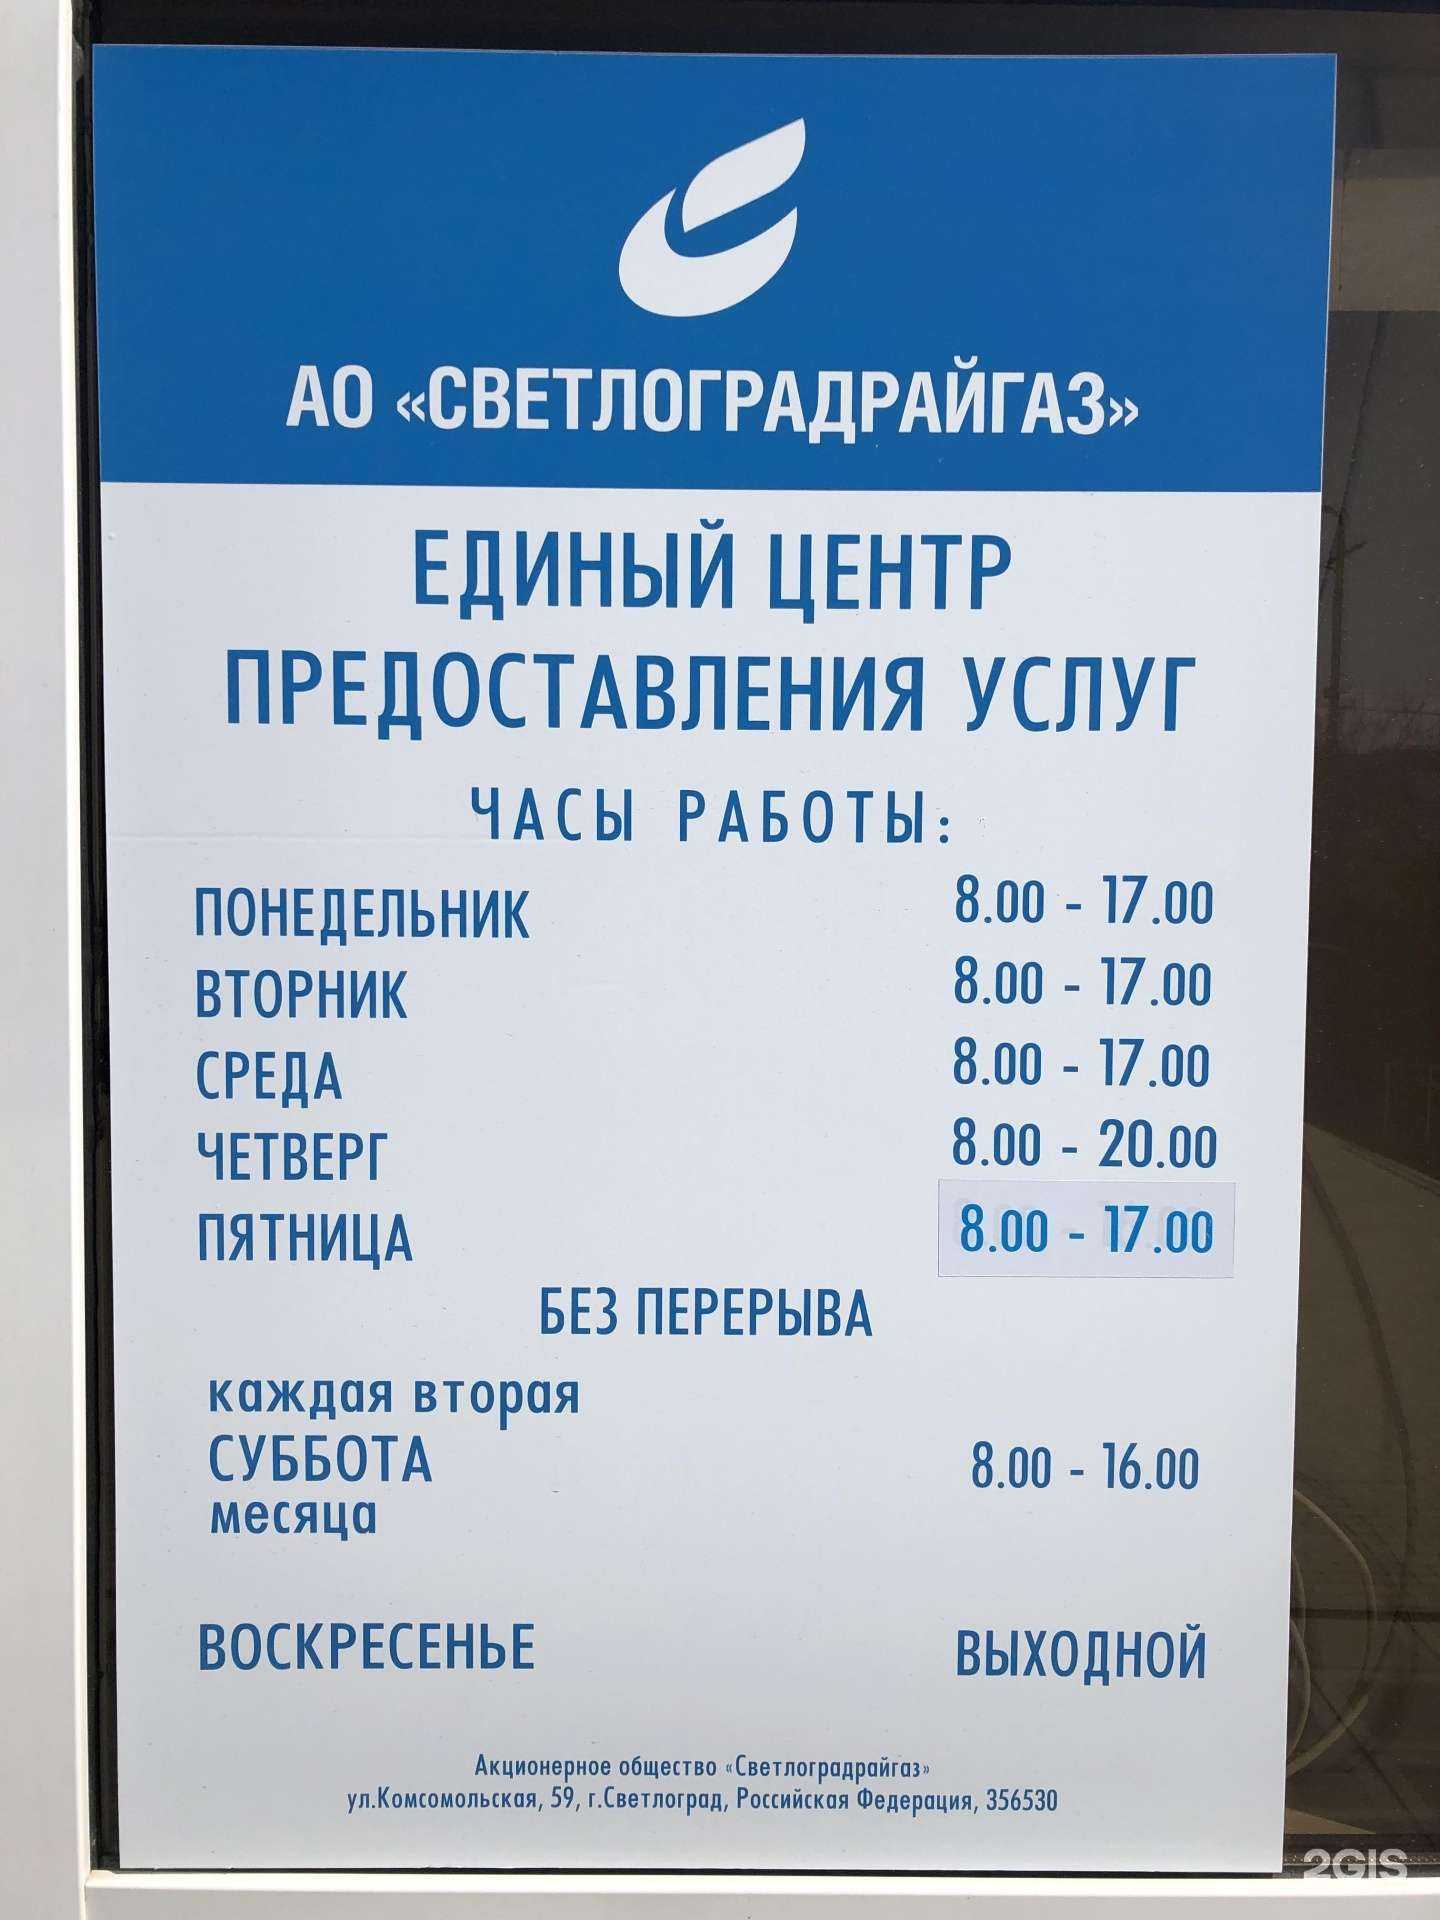 АО «СВЕТЛОГРАДРАЙГАЗ»
ЕДИНЫЙ ЦЕНТР
ПРЕДОСТАВЛЕНИЯ УСЛУГ
ЧАСЫ РАБОТЫ:
ПОНЕДЕЛЬНИК 8.00 - 17.00
ВТОРНИК 8.00 - 17.00
СРЕДА 8.00 - 17.00
ЧЕТВЕРГ 8.00 - 20.00
ПЯТНИЦА 8.00 - 17.00
БЕЗ ПЕРЕРЫВА
каждая вторая
СУББОТА 8.00 - 16.00
месяца
ВОСКРЕСЕНЬЕ ВЫХОДНОЙ
Акционерное общество «Светлоградрайгаз»
ул.Комсомольская, 59, г.Светлоград, Российская Федерация, 356530
2GIS